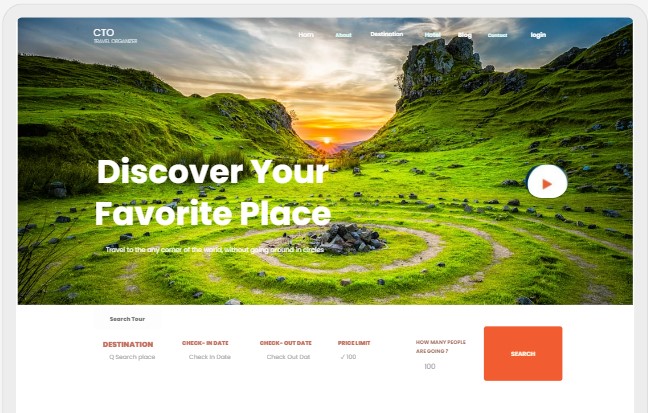 CTO
TRAVEL ORGANIZER
Hom
About
Destination
Hotel
Blog
Contact
login
Discover Your
Favorite Place
Travel to the any corner of the world, without going around in circles
Search Tour
DESTINATION
CHECK- IN DATE
CHECK- OUT DATE
PRICE LIMIT
HOW MANY PEOPLE
ARE GOING ?
SEARCH
Q Search place
Check In Date
Check Out Dat
✓ 100
100